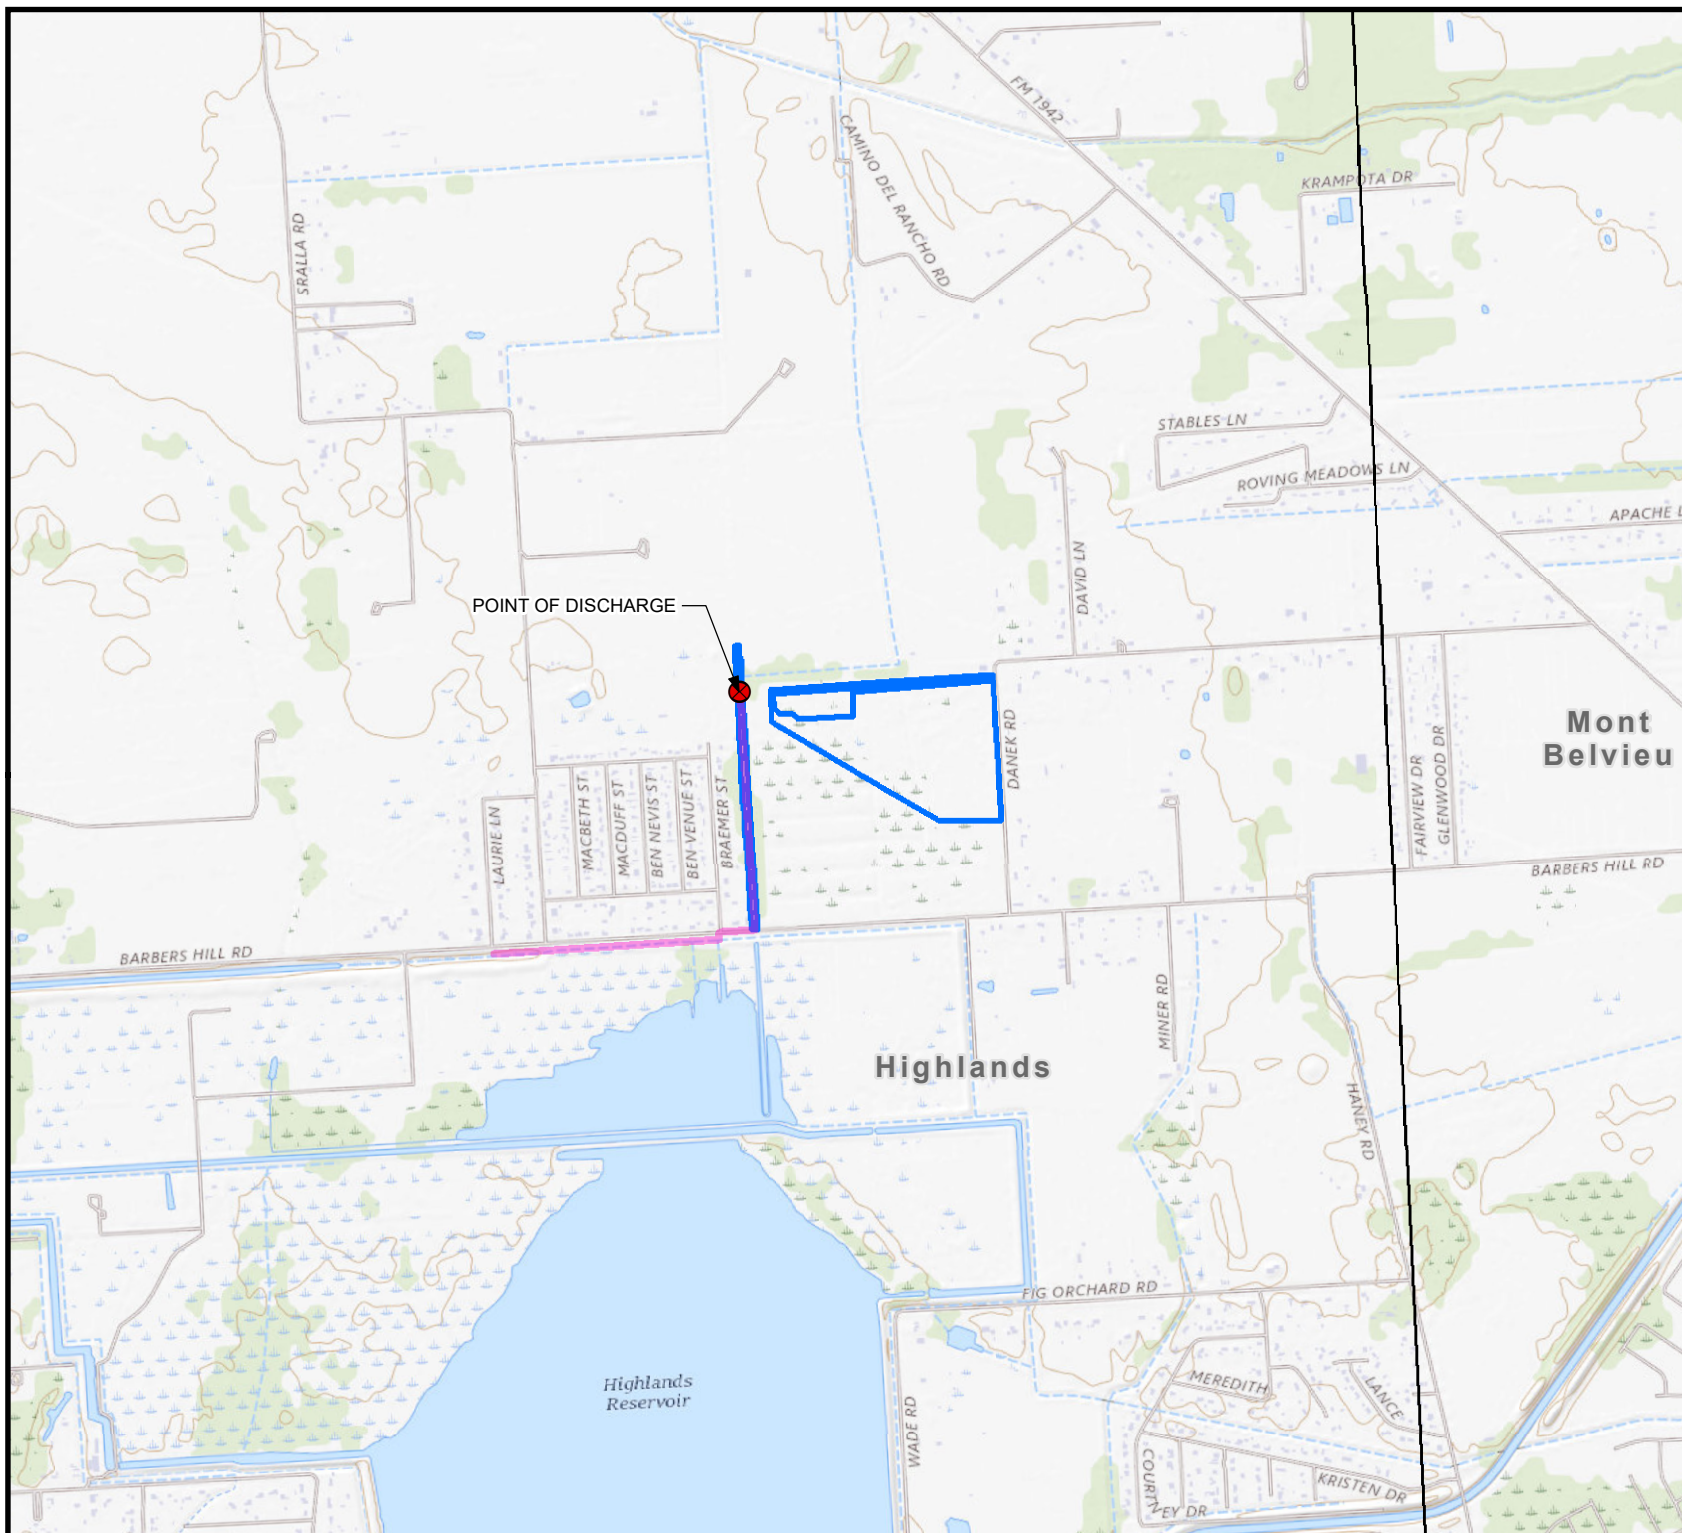 FM 1942
CAMINO DEL RANCHO RD
KRAMPOTA DR
SRALLA RD
STABLES LN
ROVING MEADOWS LN
APACHE L
DAVID LN
POINT OF DISCHARGE
DANEK RD
Mont
Belvieu
FAIRVIEW DR
GLENWOOD DR
LAURIE LN
MACBETH ST
MACDUFF ST
BEN NEVIS ST
BEN VENUE ST
BRAEMER ST
BARBERS HILL RD
BARBERS HILL RD
MINER RD
Highlands
HANEY RD
FIG ORCHARD RD
Highlands
Reservoir
MEREDITH
LANCE
WADE RD
COURTNEY DR
KRISTEN DR